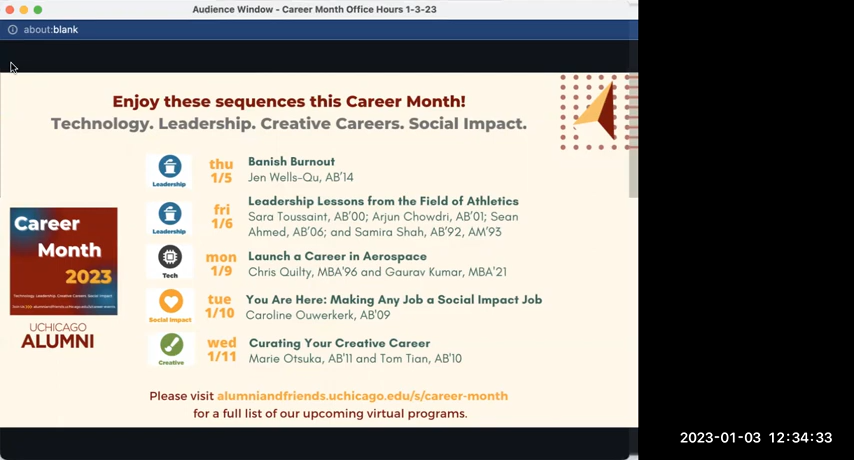 Audience Window - Career Month Office Hours 1-3-23
about:blank
Enjoy these sequences this Career Month!
Technology. Leadership. Creative Careers. Social Impact.
Leadership
thu
1/5
Banish Burnout
Jen Wells-Qu, AB'14
Leadership
fri
1/6
Leadership Lessons from the Field of Athletics
Sara Toussaint, AB'00; Arjun Chowdri, AB'01; Sean
Ahmed, AB'06; and Samira Shah, AB'92, AM'93
Tech
mon
1/9
Launch a Career in Aerospace
Chris Quilty, MBA'96 and Gaurav Kumar, MBA'21
Social Impact
tue
1/10
You Are Here: Making Any Job a Social Impact Job
Caroline Ouwerkerk, AB'09
Creative
wed
1/11
Curating Your Creative Career
Marie Otsuka, AB'11 and Tom Tian, AB'10
Career
Month
2023
Technology. Leadership. Creative Careers. Social Impact.
UCHICAGO
ALUMNI
Please visit alumniandfriends.uchicago.edu/s/career-month
for a full list of our upcoming virtual programs.
2023-01-03 12:34:33